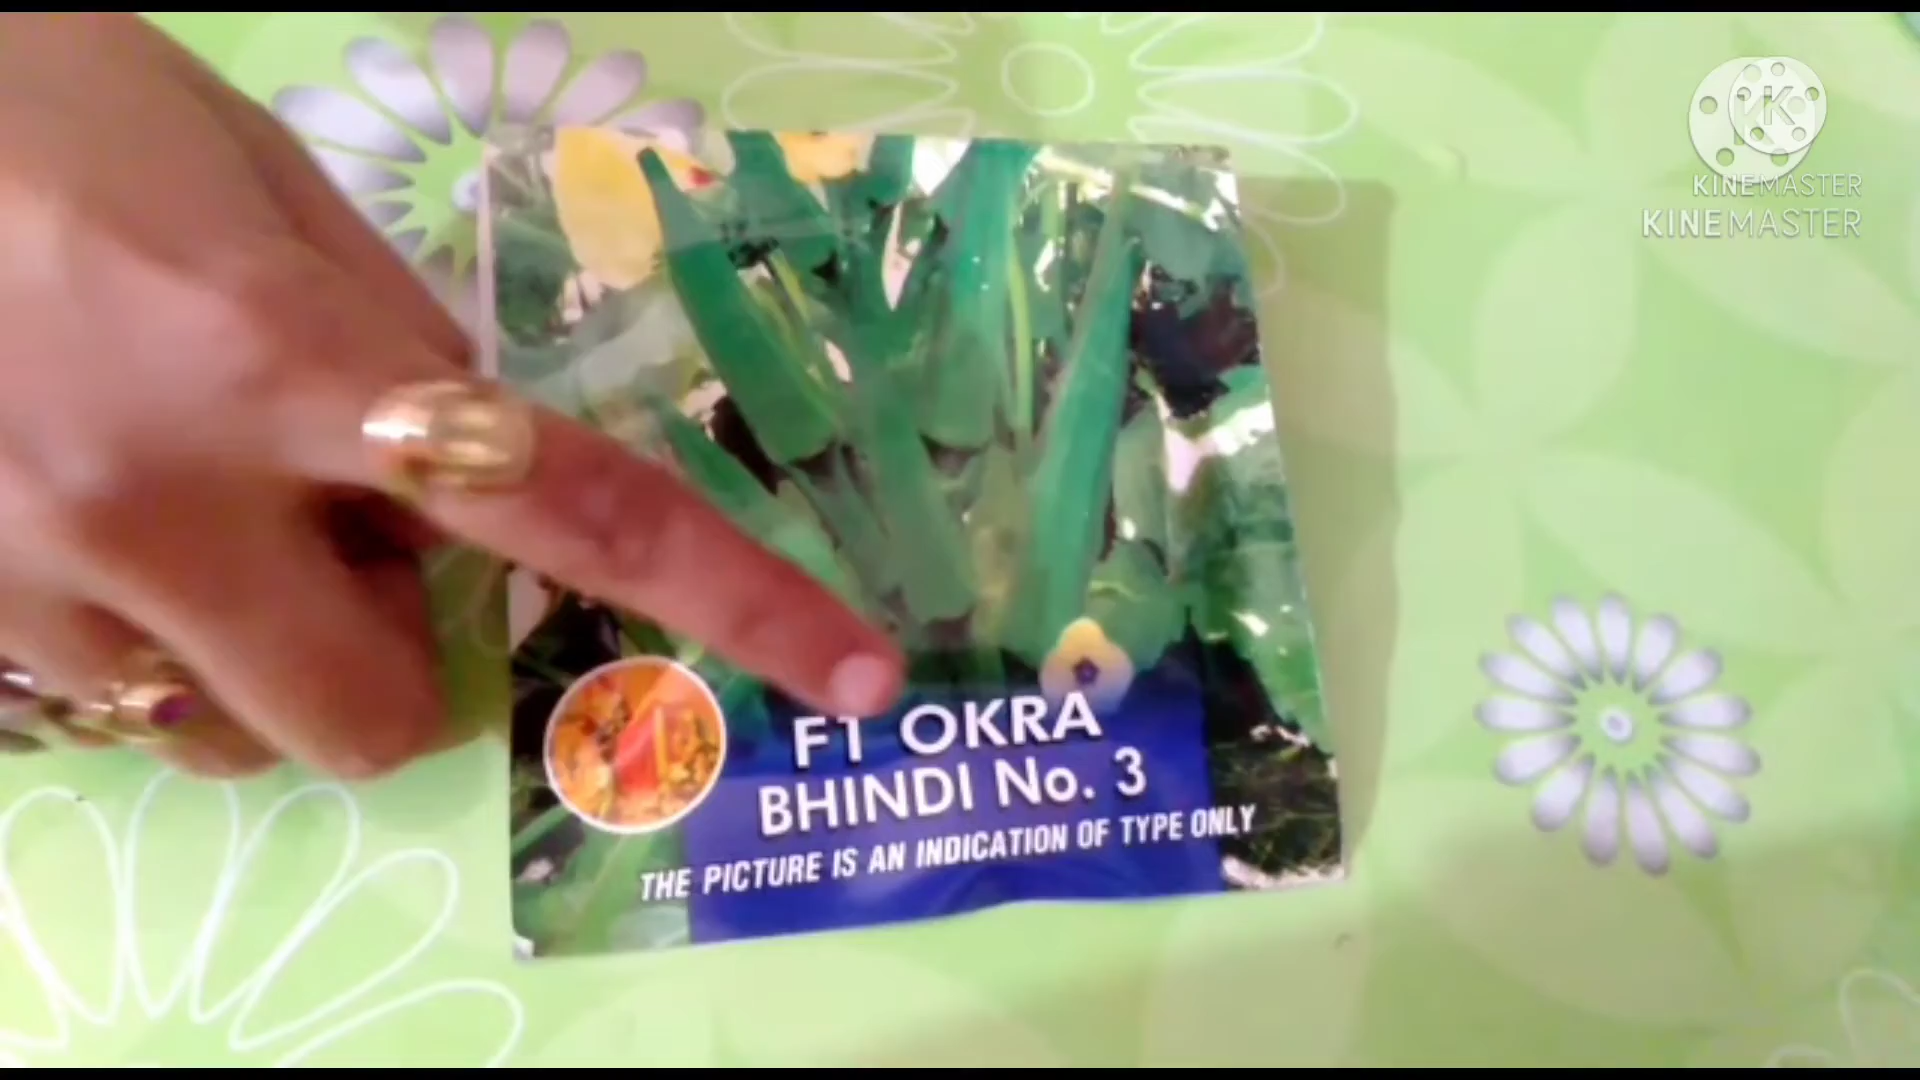 KINEMASTER
KINEMASTER
F1 OKRA
BHINDI No. 3
THE PICTURE IS AN INDICATION OF TYPE ONLY